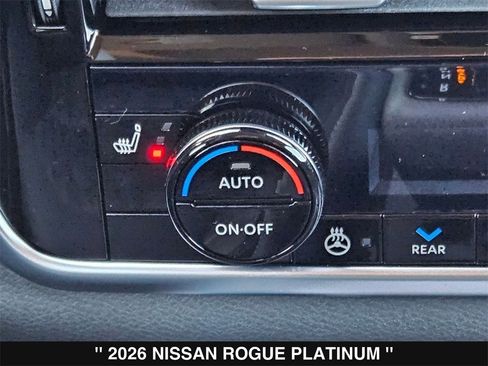 AUTO
ON·OFF
REAR
" 2026 NISSAN ROGUE PLATINUM "